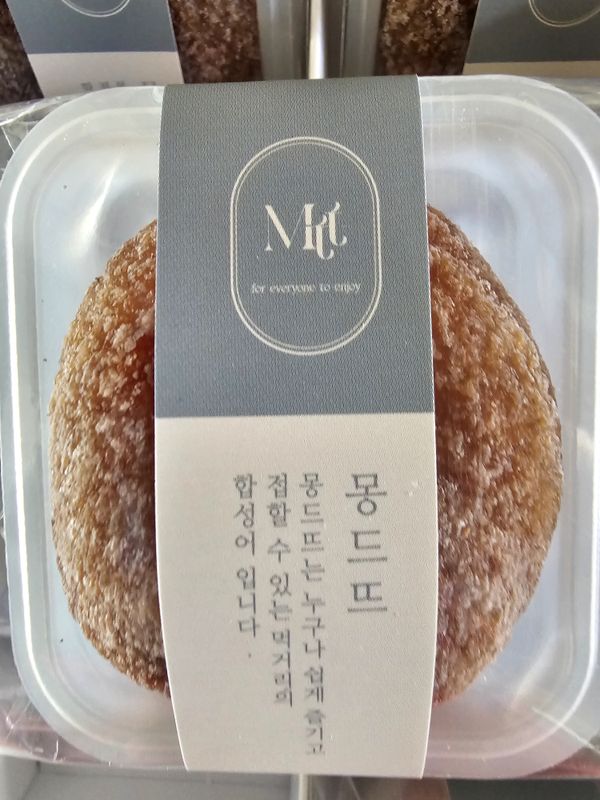 Mtt
for everyone to enjoy
몽드뜨
몽드뜨는 누구나 쉽게 즐기고
접할 수 있는 먹거리의
합성어 입니다.